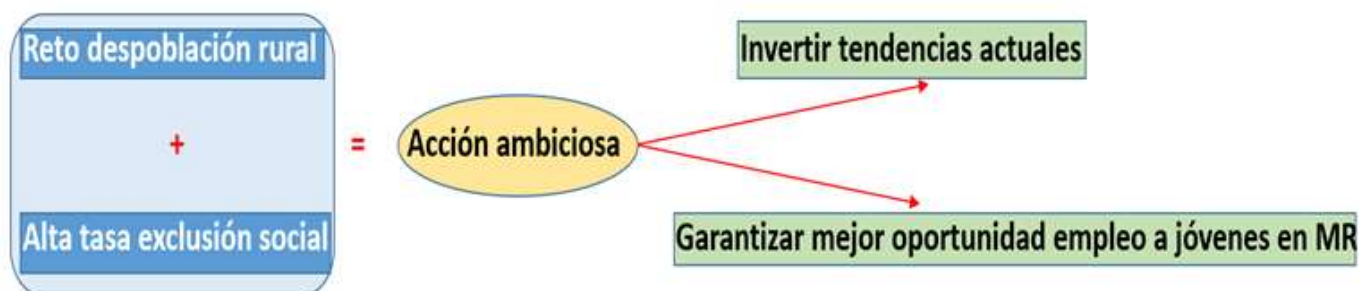 Reto despoblación rural
+
Alta tasa exclusión social
=
Acción ambiciosa
Invertir tendencias actuales
Garantizar mejor oportunidad empleo a jóvenes en MR